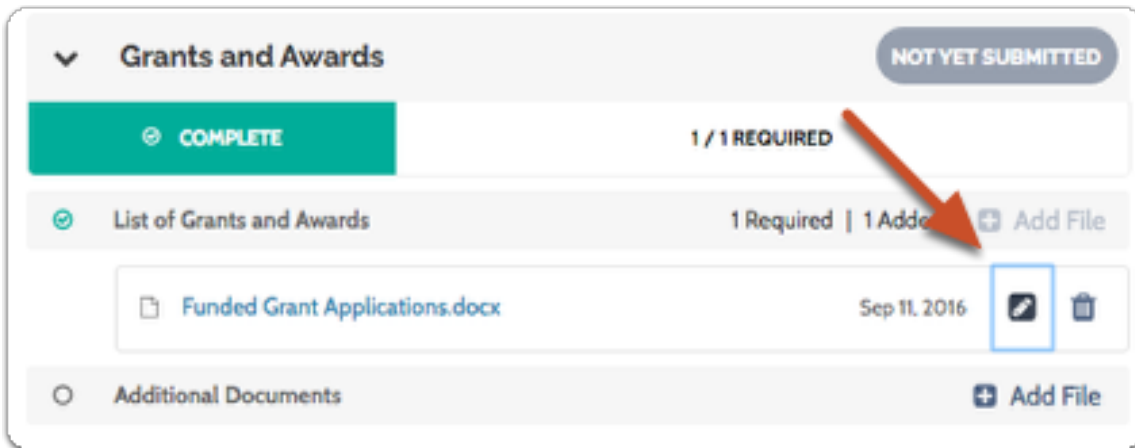 Grants and Awards NOT YET SUBMITTED
COMPLETE 1 / 1 REQUIRED
List of Grants and Awards 1 Required | 1 Adde Add File
Funded Grant Applications.docx Sep 11, 2016
Additional Documents Add File